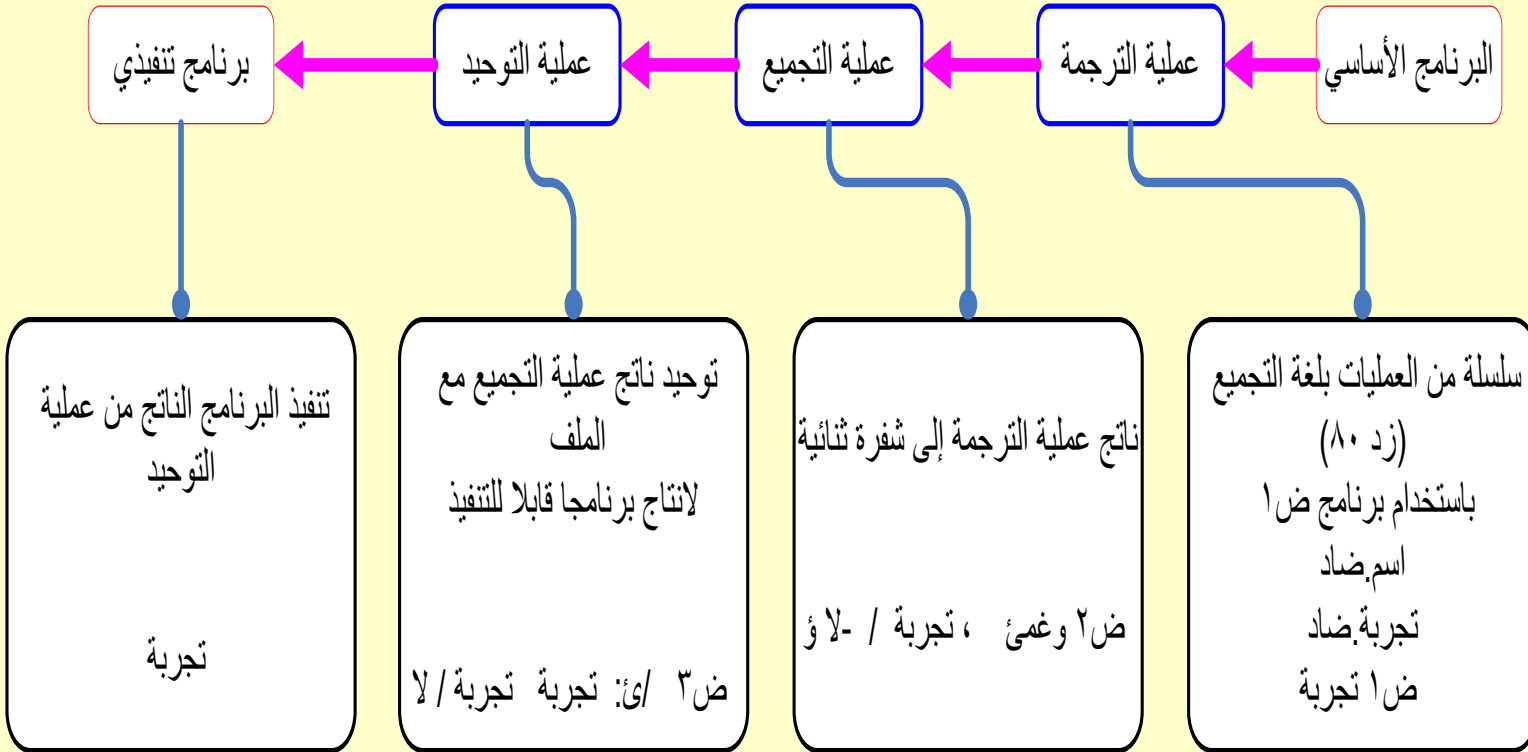 البرنامج الأساسي
عملية الترجمة
عملية التجميع
عملية التوحيد
برنامج تنفيذي
سلسلة من العمليات بلغة التجميع
(زد ٨٠)
باستخدام برنامج ض١
اسم.ضاد
تجربة.ضاد
ض١ تجربة
ناتج عملية الترجمة إلى شفرة ثنائية
ض٢ وغمئ ، تجربة / -لا ؤ
توحيد ناتج عملية التجميع مع
الملف
لانتاج برنامجا قابلا للتنفيذ
ض٣ /ئ: تجربة تجربة / لا
تنفيذ البرنامج الناتج من عملية
التوحيد
تجربة